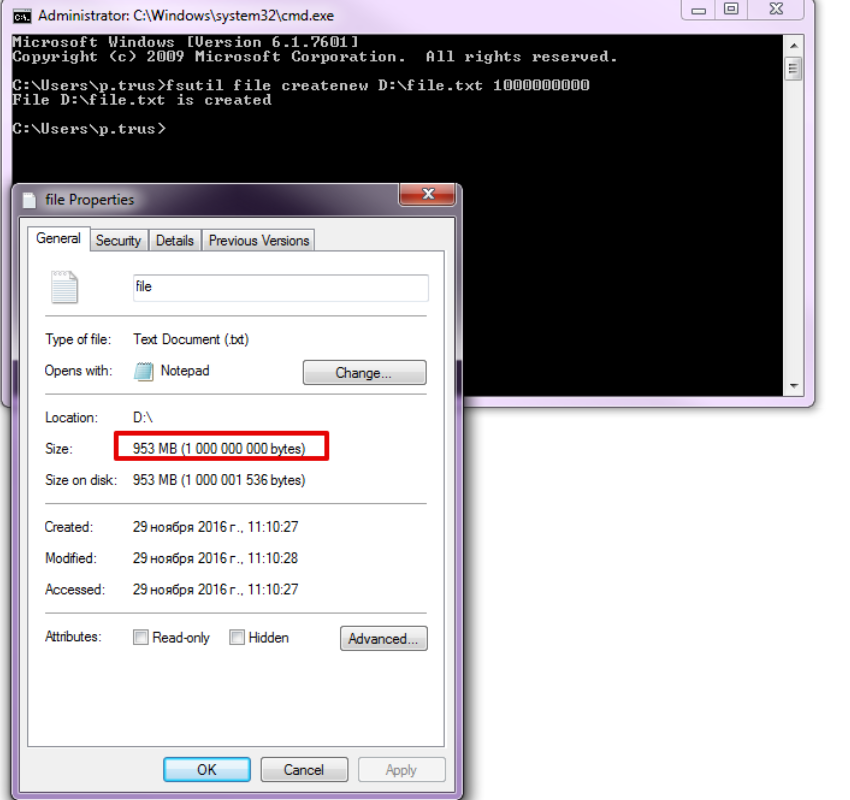 Administrator: C:\Windows\system32\cmd.exe
Microsoft Windows [Version 6.1.7601]
Copyright (c) 2009 Microsoft Corporation.  All rights reserved.
C:\Users\p.trus>fsutil file createnew D:\file.txt 1000000000
File D:\file.txt is created
C:\Users\p.trus>
file Properties
General Security Details Previous Versions
file
Type of file: Text Document (.txt)
Opens with: Notepad Change...
Location: D:\
Size: 953 MB (1 000 000 000 bytes)
Size on disk: 953 MB (1 000 001 536 bytes)
Created: 29 ноября 2016 г., 11:10:27
Modified: 29 ноября 2016 г., 11:10:28
Accessed: 29 ноября 2016 г., 11:10:27
Attributes: Read-only Hidden Advanced...
OK Cancel Apply